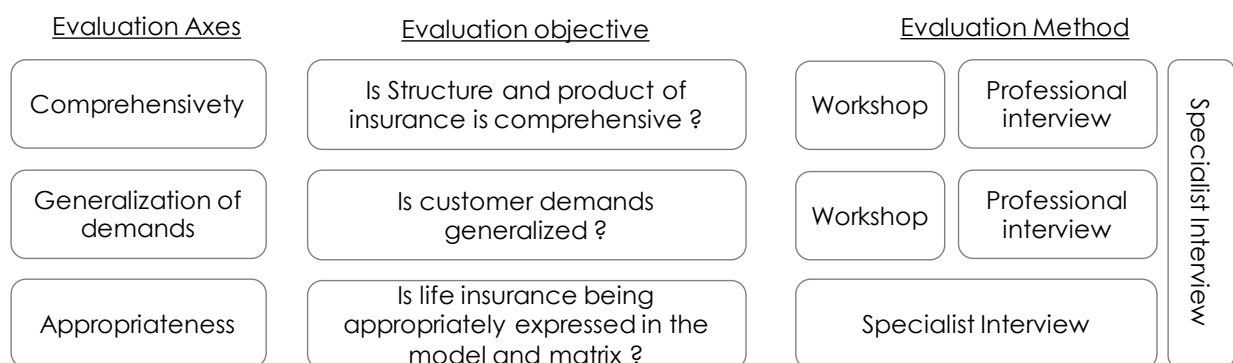 Evaluation Axes
Evaluation objective
Evaluation Method
Comprehensivety
Is Structure and product of
insurance is comprehensive ?
Workshop
Professional
interview
Generalization of
demands
Is customer demands
generalized ?
Workshop
Professional
interview
Appropriateness
Is life insurance being
appropriately expressed in the
model and matrix ?
Specialist Interview
Specialist Interview